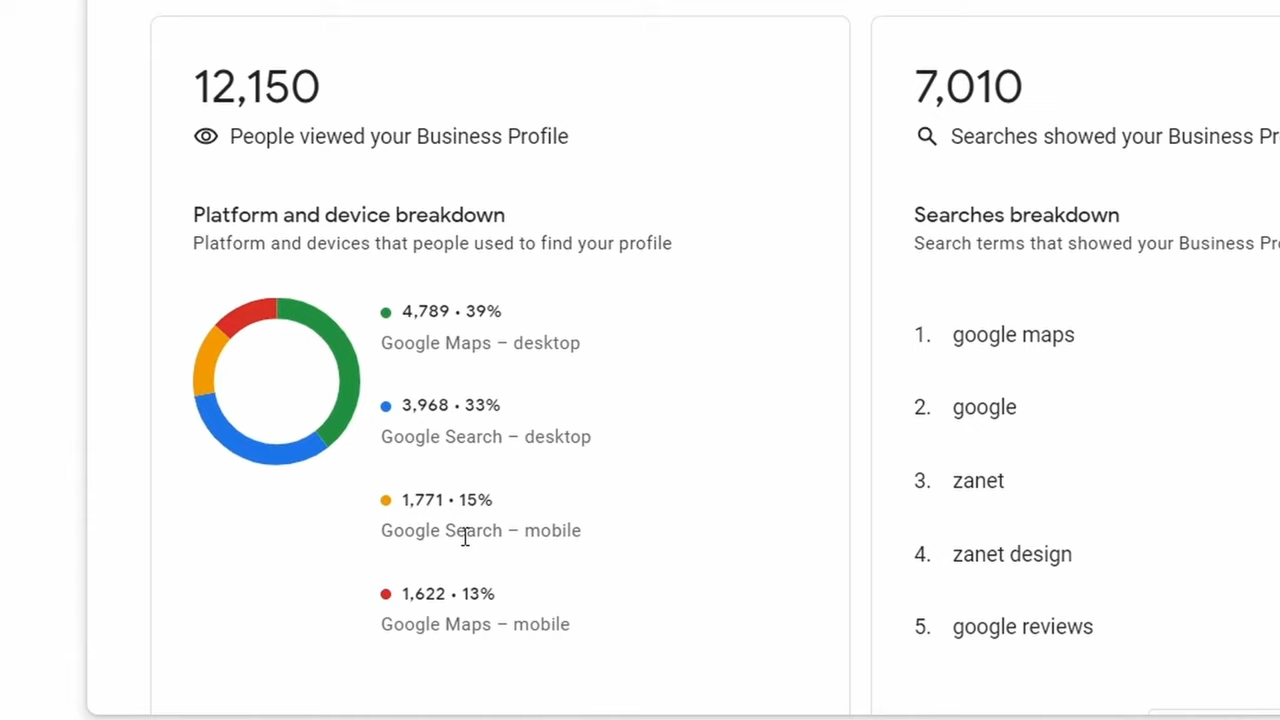 12,150
People viewed your Business Profile
Platform and device breakdown
Platform and devices that people used to find your profile
4,789 • 39%
Google Maps – desktop
3,968 • 33%
Google Search – desktop
1,771 • 15%
Google Search – mobile
1,622 • 13%
Google Maps – mobile
7,010
Searches showed your Business Pr
Searches breakdown
Search terms that showed your Business Pr
1. google maps
2. google
3. zanet
4. zanet design
5. google reviews